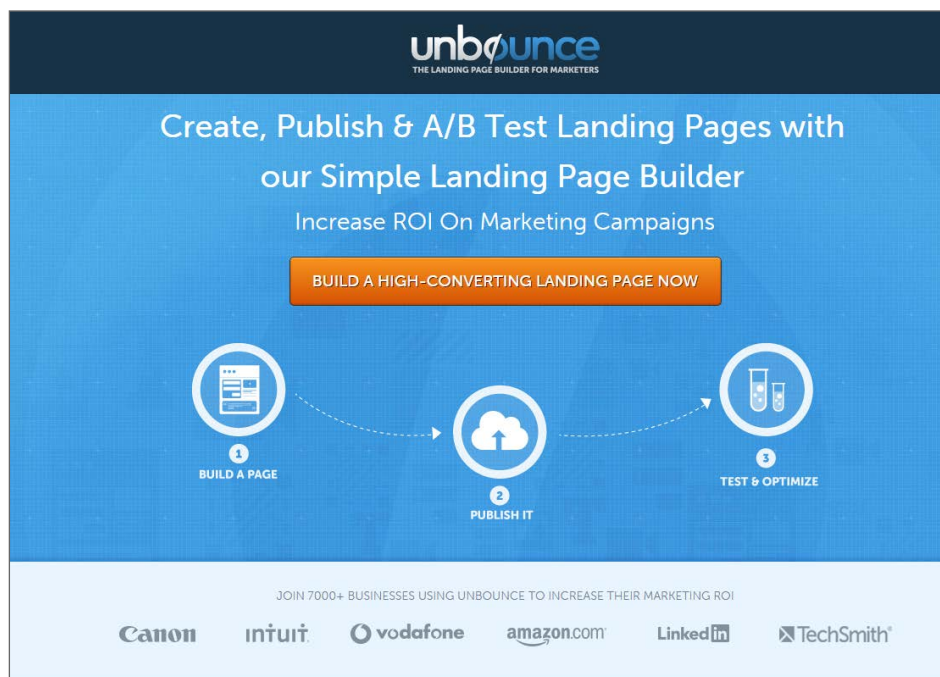 unbounce
THE LANDING PAGE BUILDER FOR MARKETERS
Create, Publish & A/B Test Landing Pages with
our Simple Landing Page Builder
Increase ROI On Marketing Campaigns
BUILD A HIGH-CONVERTING LANDING PAGE NOW
1
BUILD A PAGE
2
PUBLISH IT
3
TEST & OPTIMIZE
JOIN 7000+ BUSINESSES USING UNBOUNCE TO INCREASE THEIR MARKETING ROI
Canon intuit. vodafone amazon.com Linked in TechSmith®